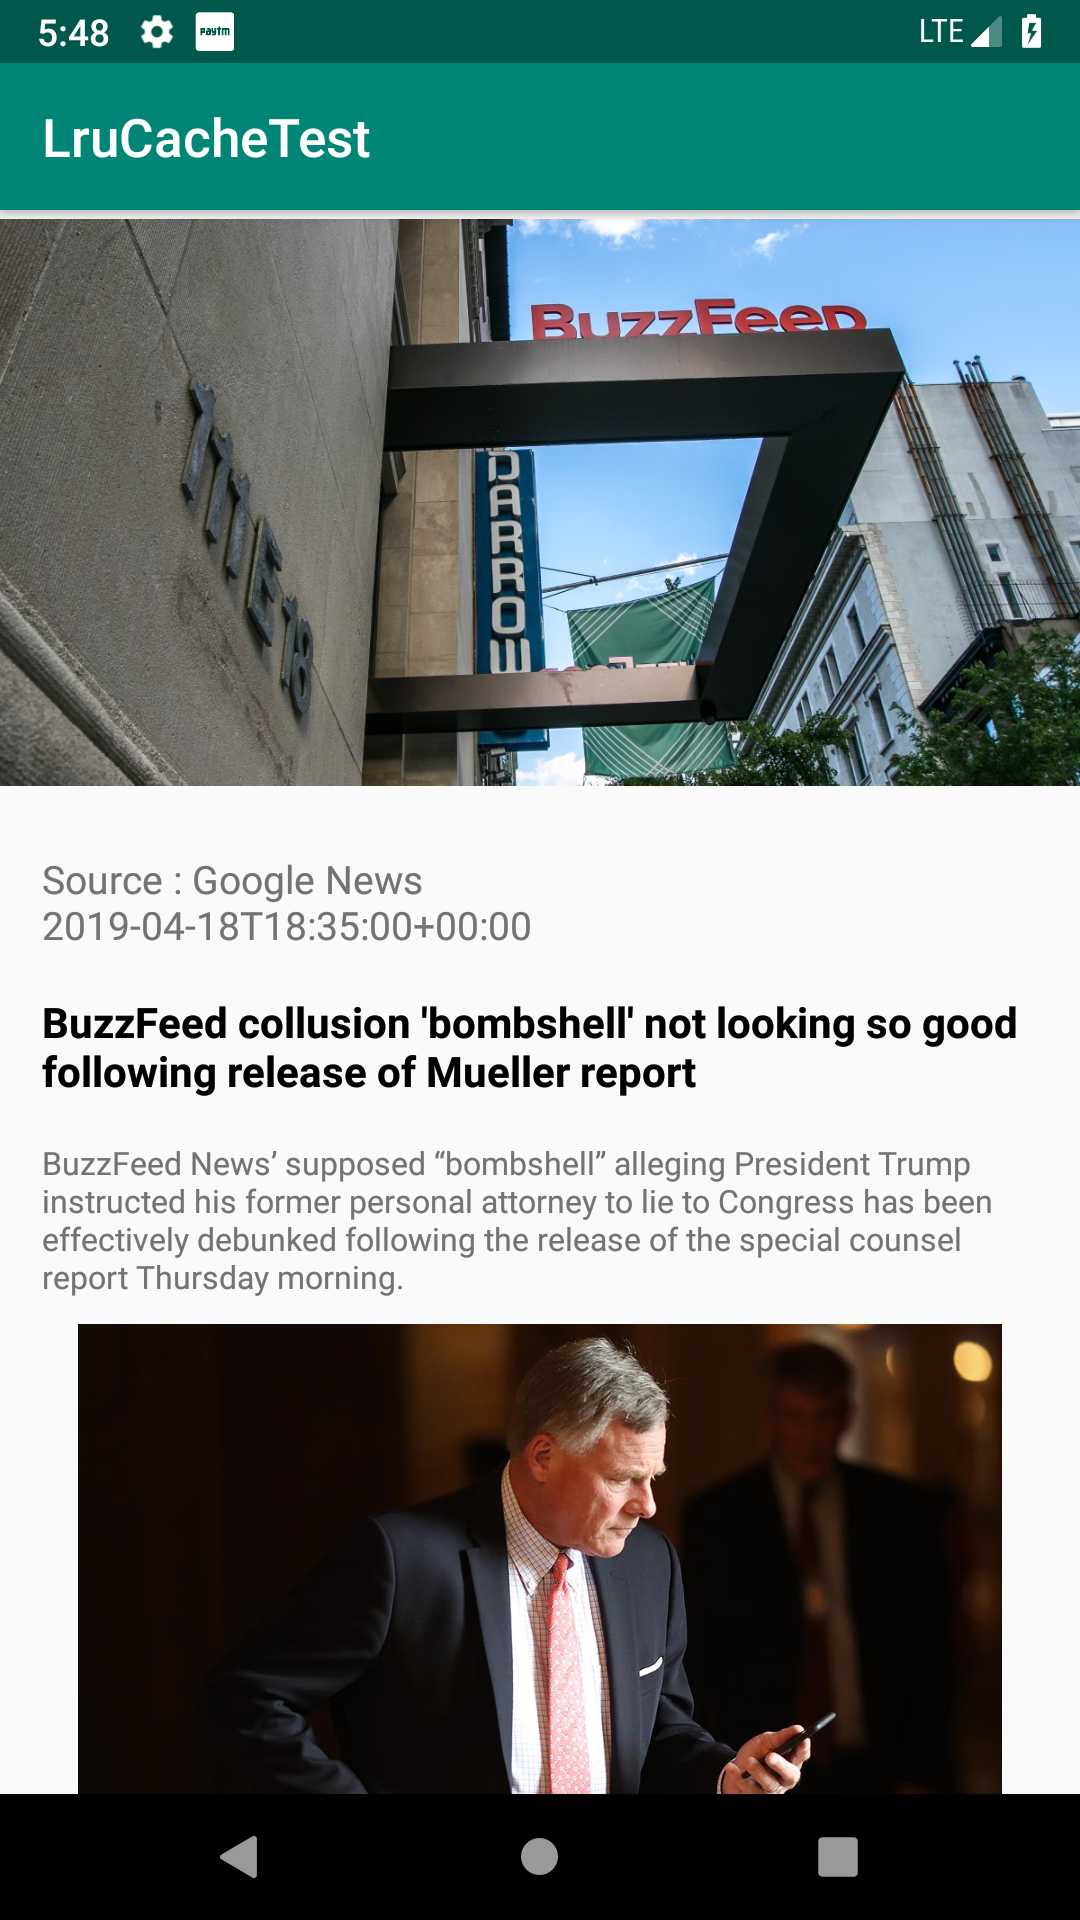 5:48
paytm
LTE
LruCacheTest
BuzzFeed
THE 18
DARROW
Source : Google News
2019-04-18T18:35:00+00:00
BuzzFeed collusion 'bombshell' not looking so good
following release of Mueller report
BuzzFeed News’ supposed “bombshell” alleging President Trump
instructed his former personal attorney to lie to Congress has been
effectively debunked following the release of the special counsel
report Thursday morning.